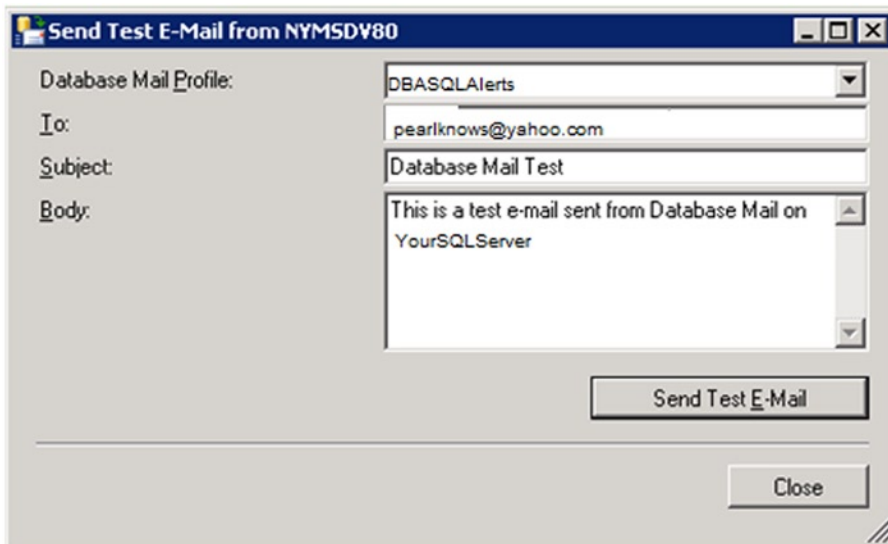 Send Test E-Mail from NYMSDV80
Database Mail Profile: DBASQLAlerts
To: pearlknows@yahoo.com
Subject: Database Mail Test
Body: This is a test e-mail sent from Database Mail on
YourSQLServer
Send Test E-Mail
Close